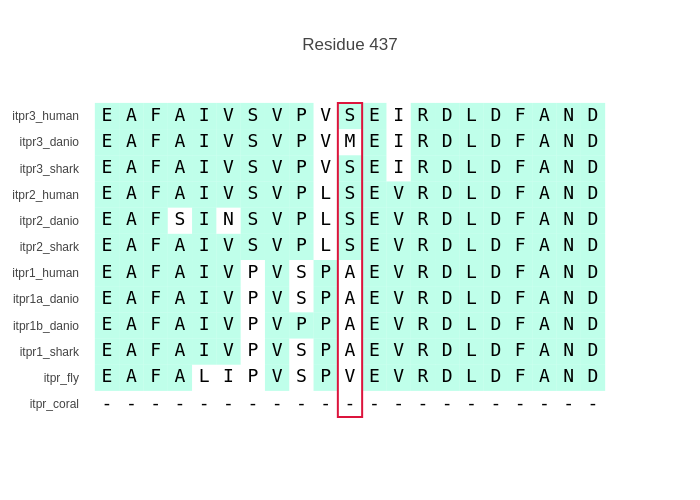 Residue 437
itpr3_human E A F A I V S V P V S E I R D L D F A N D
itpr3_danio E A F A I V S V P V M E I R D L D F A N D
itpr3_shark E A F A I V S V P V S E I R D L D F A N D
itpr2_human E A F A I V S V P L S E V R D L D F A N D
itpr2_danio E A F S I N S V P L S E V R D L D F A N D
itpr2_shark E A F A I V S V P L S E V R D L D F A N D
itpr1_human E A F A I V P V S P A E V R D L D F A N D
itpr1a_danio E A F A I V P V S P A E V R D L D F A N D
itpr1b_danio E A F A I V P V P P A E V R D L D F A N D
itpr1_shark E A F A I V P V S P A E V R D L D F A N D
itpr_fly E A F A L I P V S P V E V R D L D F A N D
itpr_coral - - - - - - - - - - - - - - - - - - - - -